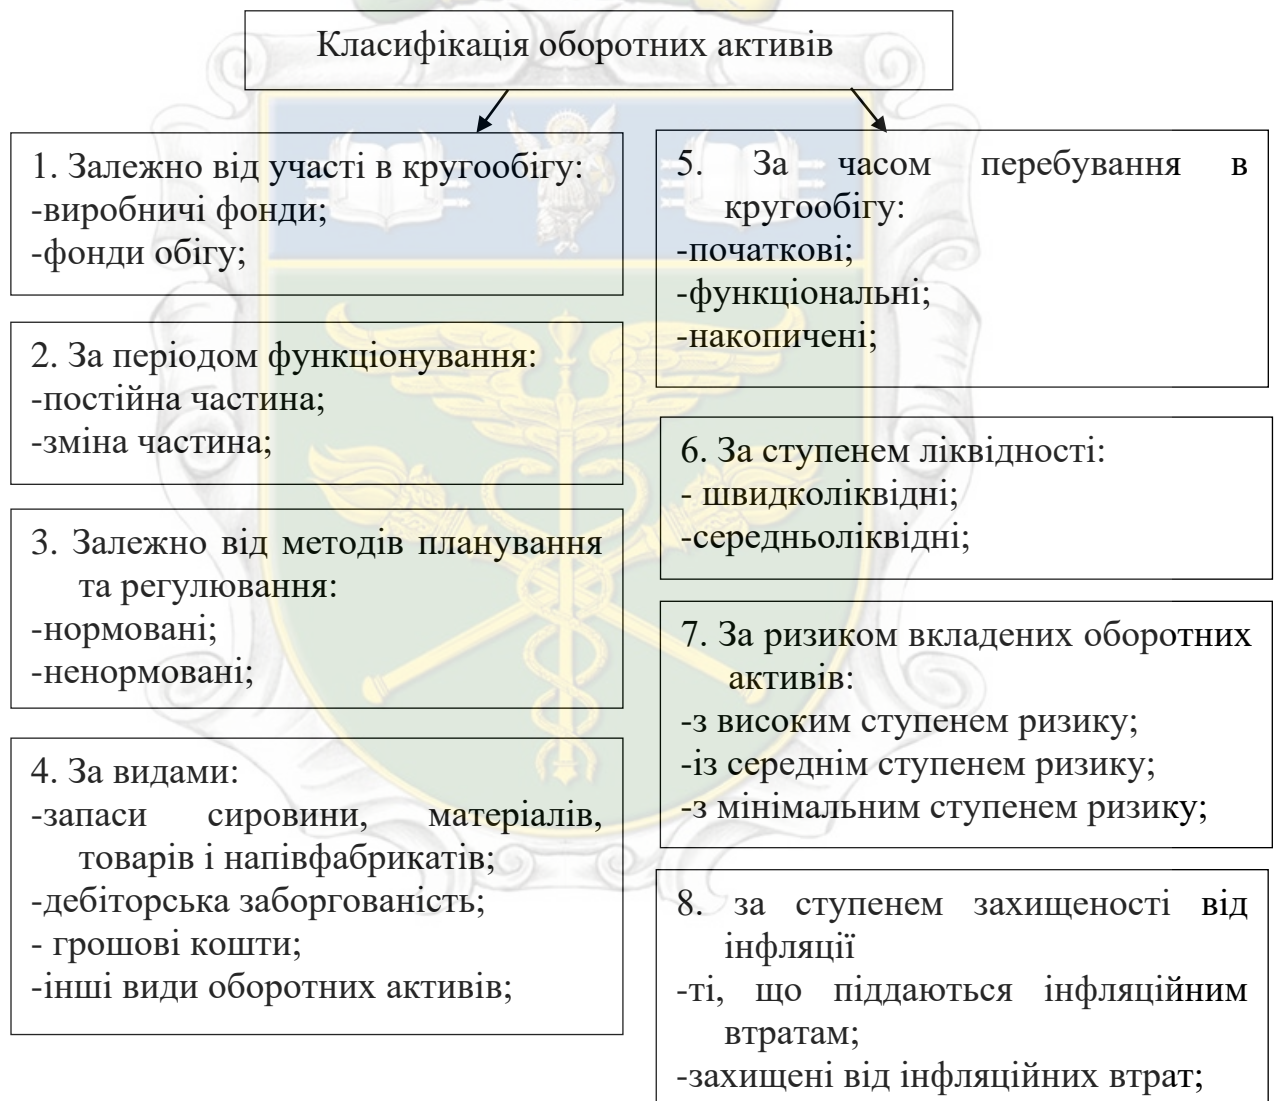 Класифікація оборотних активів
1. Залежно від участі в кругообігу:
-виробничі фонди;
-фонди обігу;
2. За періодом функціонування:
-постійна частина;
-зміна частина;
3. Залежно від методів планування
та регулювання:
-нормовані;
-ненормовані;
4. За видами:
-запаси сировини, матеріалів,
товарів і напівфабрикатів;
-дебіторська заборгованість;
- грошові кошти;
-інші види оборотних активів;
5. За часом перебування в
кругообігу:
-початкові;
-функціональні;
-накопичені;
6. За ступенем ліквідності:
- швидколіквідні;
-середньоліквідні;
7. За ризиком вкладених оборотних
активів:
-з високим ступенем ризику;
-із середнім ступенем ризику;
-з мінімальним ступенем ризику;
8. за ступенем захищеності від
інфляції
-ті, що піддаються інфляційним
втратам;
-захищені від інфляційних втрат;